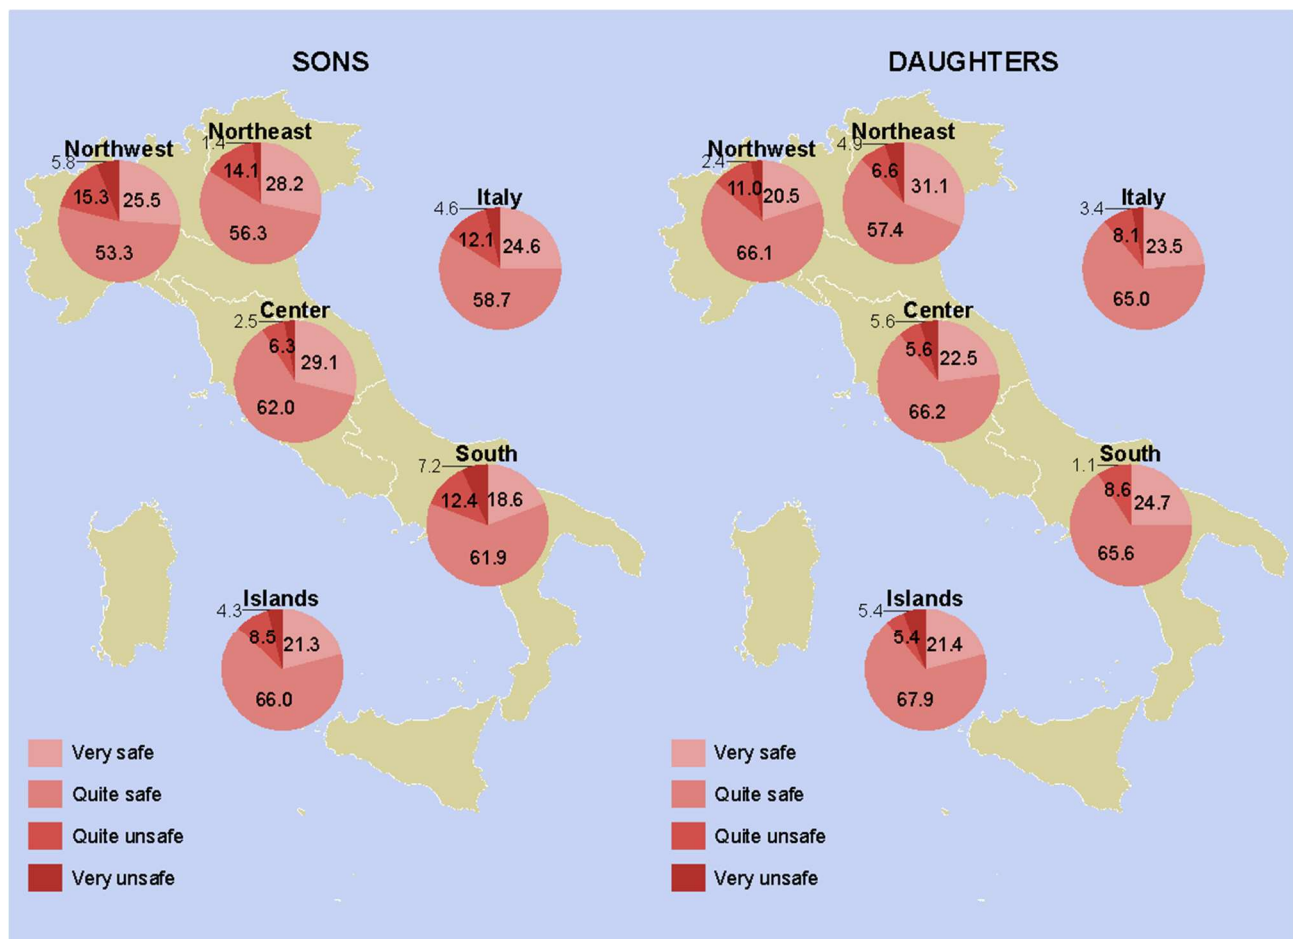 SONS
Northwest
5.8
15.3
25.5
53.3
Northeast
1.4
14.1
28.2
56.3
Italy
4.6
12.1
24.6
58.7
Center
2.5
6.3
29.1
62.0
South
7.2
12.4
18.6
61.9
Islands
4.3
8.5
21.3
66.0
Very safe
Quite safe
Quite unsafe
Very unsafe
DAUGHTERS
Northwest
2.4
11.0
20.5
66.1
Northeast
4.9
6.6
31.1
57.4
Italy
3.4
8.1
23.5
65.0
Center
5.6
5.6
22.5
66.2
South
1.1
8.6
24.7
65.6
Islands
5.4
5.4
21.4
67.9
Very safe
Quite safe
Quite unsafe
Very unsafe